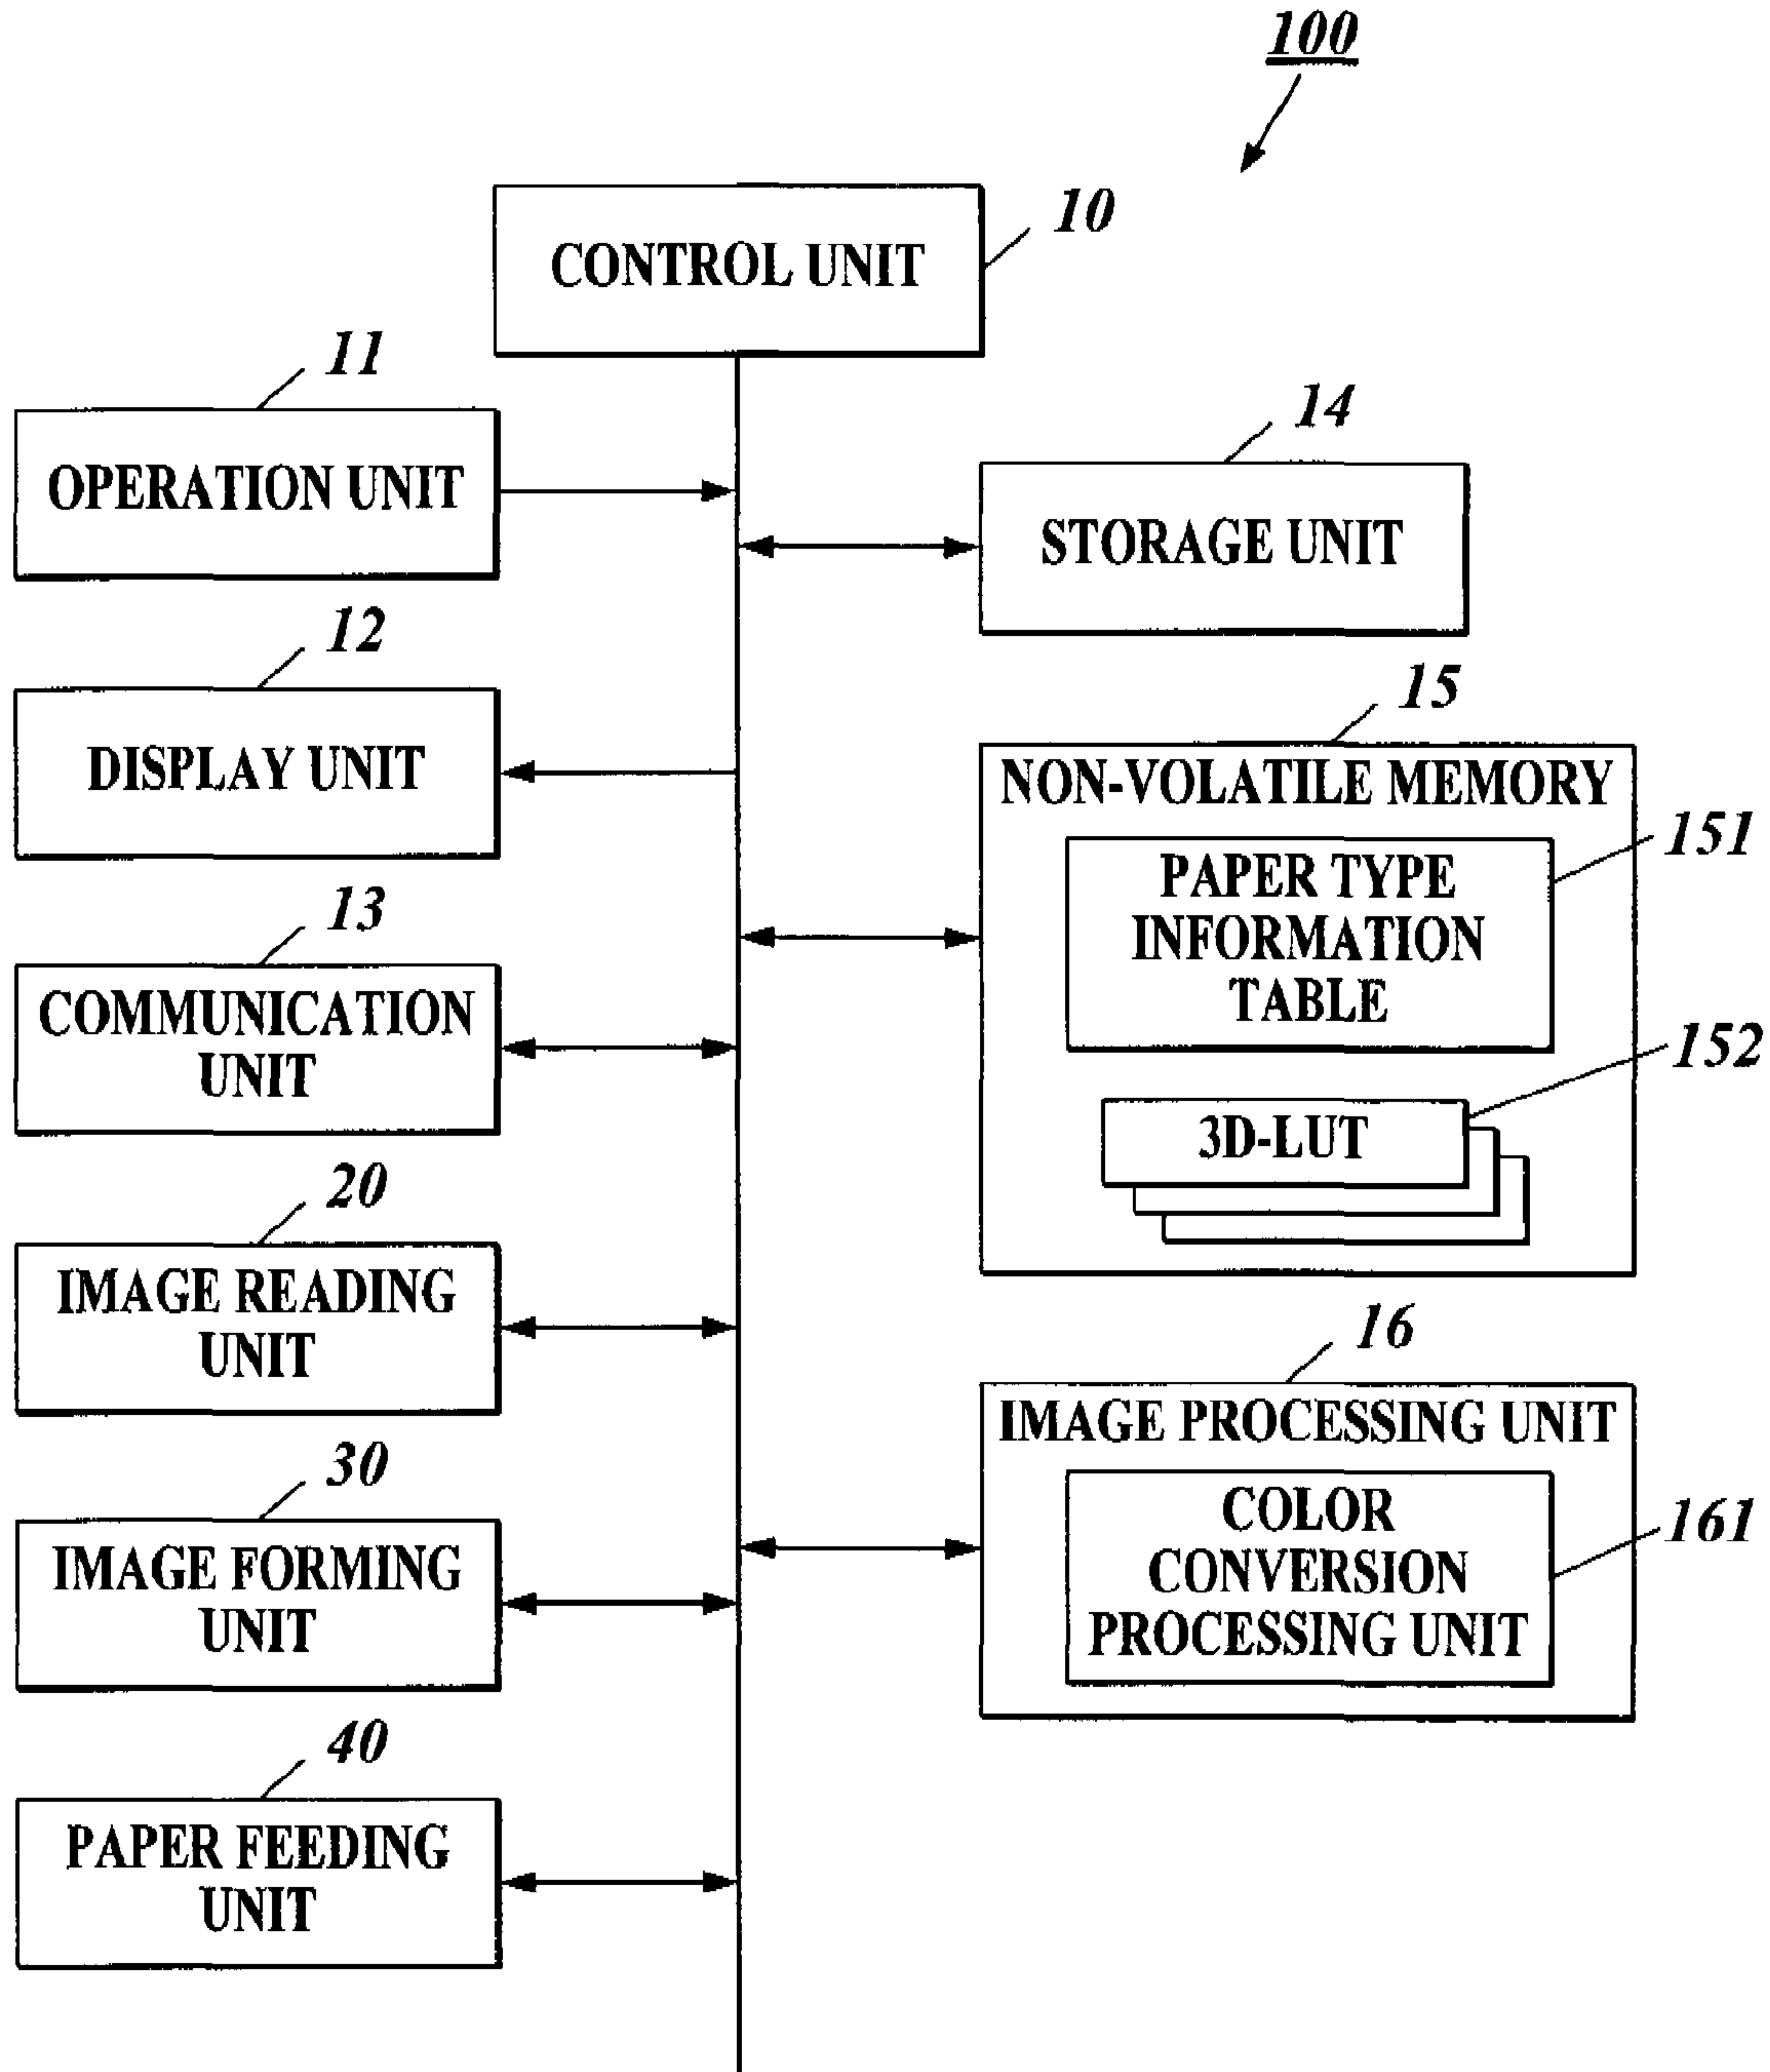 100
10
CONTROL UNIT
11
OPERATION UNIT
14
STORAGE UNIT
12
DISPLAY UNIT
15
NON-VOLATILE MEMORY
151
PAPER TYPE
INFORMATION
TABLE
13
COMMUNICATION
UNIT
152
3D-LUT
20
IMAGE READING
UNIT
16
IMAGE PROCESSING UNIT
161
COLOR
CONVERSION
PROCESSING UNIT
30
IMAGE FORMING
UNIT
40
PAPER FEEDING
UNIT